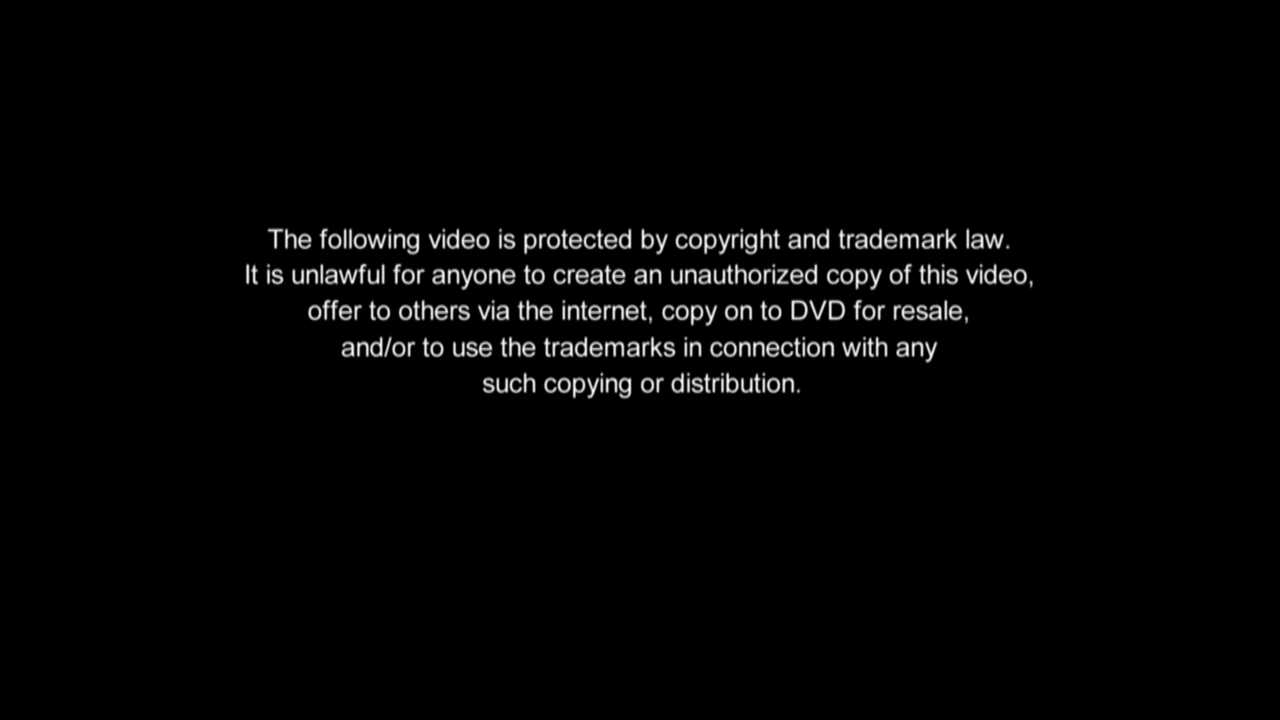 The following video is protected by copyright and trademark law.
It is unlawful for anyone to create an unauthorized copy of this video,
offer to others via the internet, copy on to DVD for resale,
and/or to use the trademarks in connection with any
such copying or distribution.